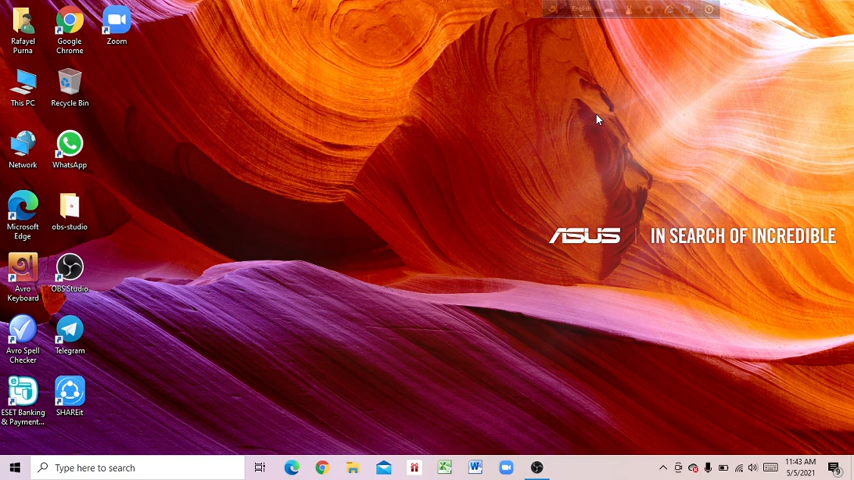 Rafayel
Purna
Google
Chrome
Zoom
This PC
Recycle Bin
Network
WhatsApp
Microsoft
Edge
obs-studio
Avro
Keyboard
OBS Studio
Avro Spell
Checker
Telegram
ESET Banking
& Payment...
SHAREit
English
ASUS
IN SEARCH OF INCREDIBLE
Type here to search
11:43 AM
5/5/2021
9